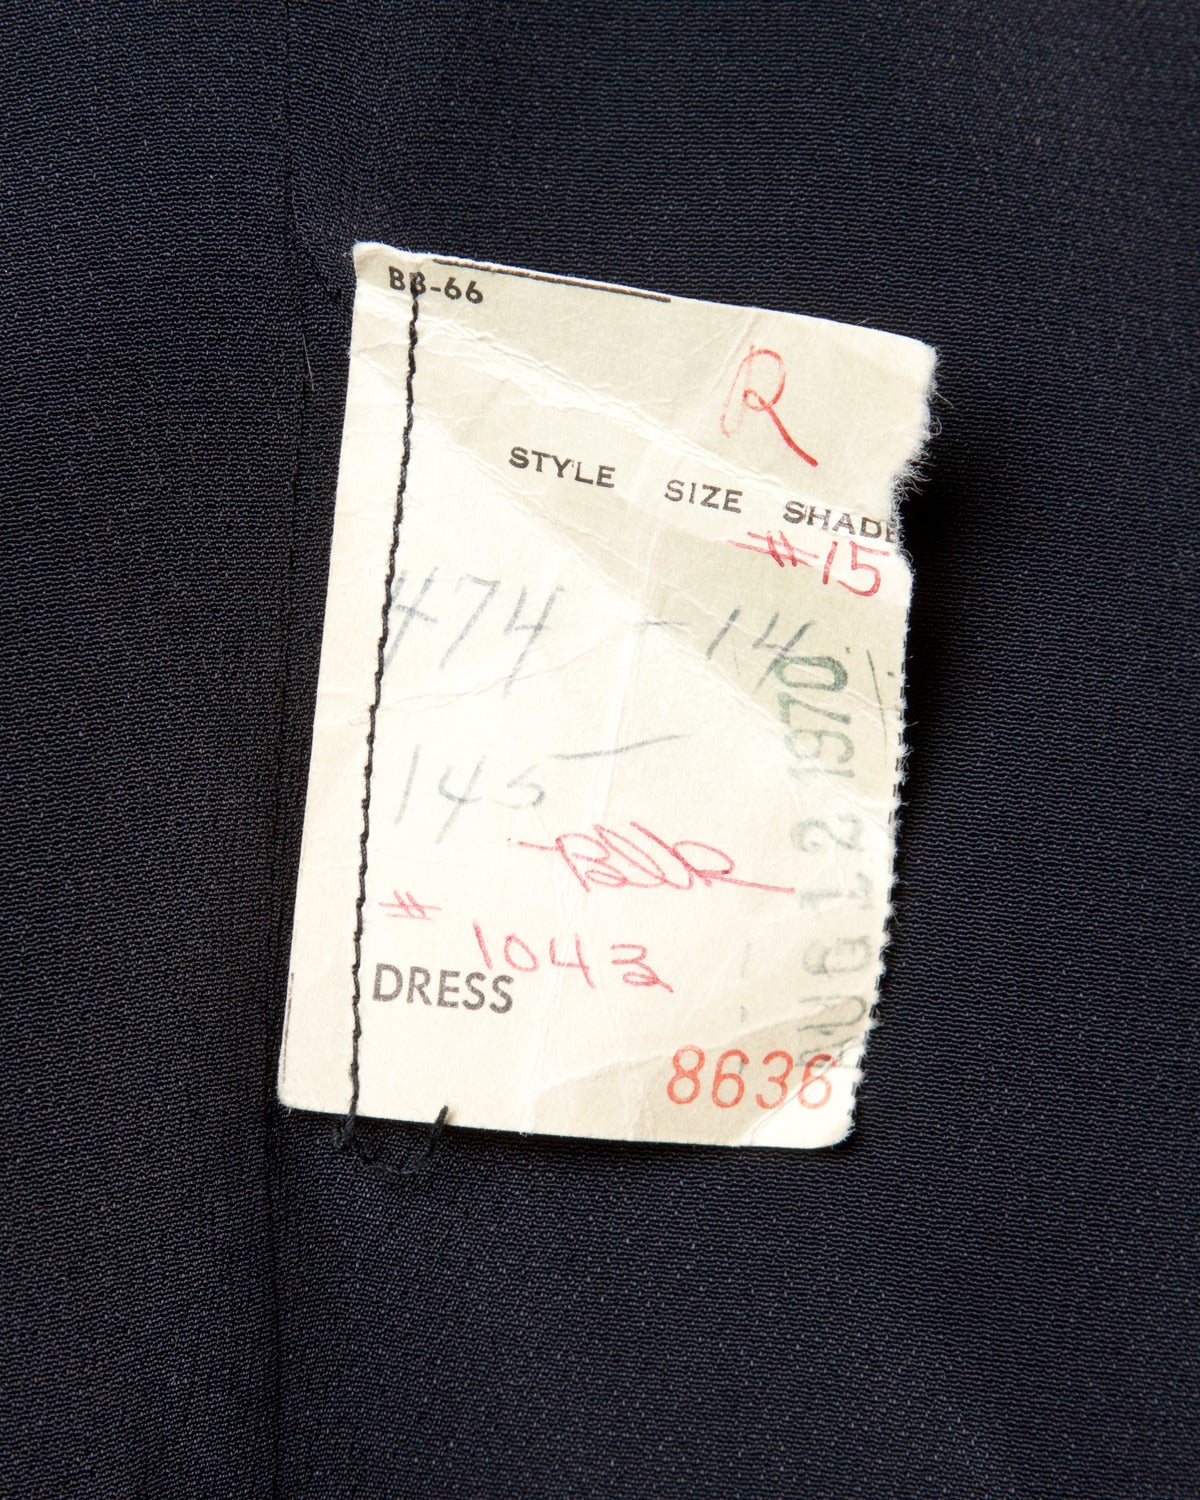 BB-66
R
STYLE SIZE SHADE
#15
474 - 14
145 -
# 1043
DRESS
8636
AUG 12 1970